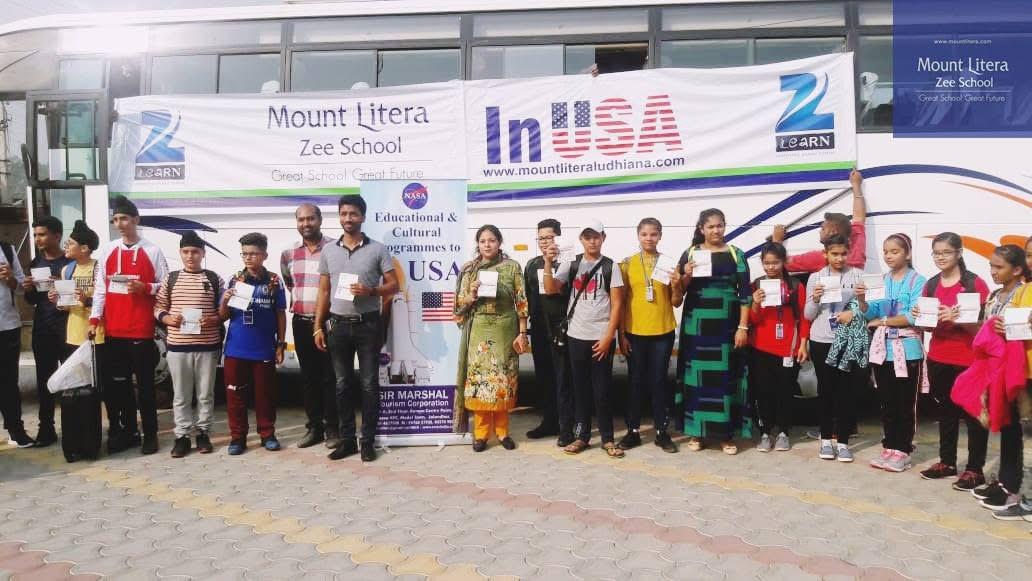 www.mountlitera.com
Mount Litera
Zee School
Great School Great Future
Mount Litera
Zee School
Great School Great Future
LEARN
In USA
www.mountliteraludhiana.com
LEARN
NASA
Educational &
Cultural
Programmes to
USA
SIR MARSHAL
Tourism Corporation